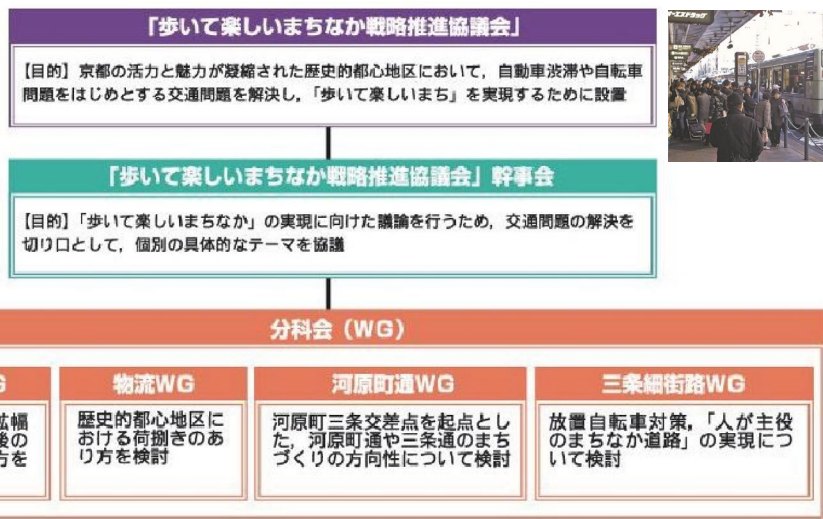 「歩いて楽しいまちなか戦略推進協議会」
【目的】京都の活力と魅力が凝縮された歴史的都心地区において，自動車渋滞や自転車
問題をはじめとする交通問題を解決し，「歩いて楽しいまち」を実現するために設置
「歩いて楽しいまちなか戦略推進協議会」幹事会
【目的】「歩いて楽しいまちなか」の実現に向けた議論を行うため，交通問題の解決を
切り口として，個別の具体的なテーマを協議
分科会（WG）
G
拡幅
後の
方を
物流WG
歴史的都心地区に
おける荷捌きのあ
り方を検討
河原町通WG
河原町三条交差点を起点とし
た，河原町通や三条通のまち
づくりの方向性について検討
三条細街路WG
放置自転車対策，「人が主役
のまちなか道路」の実現につ
いて検討